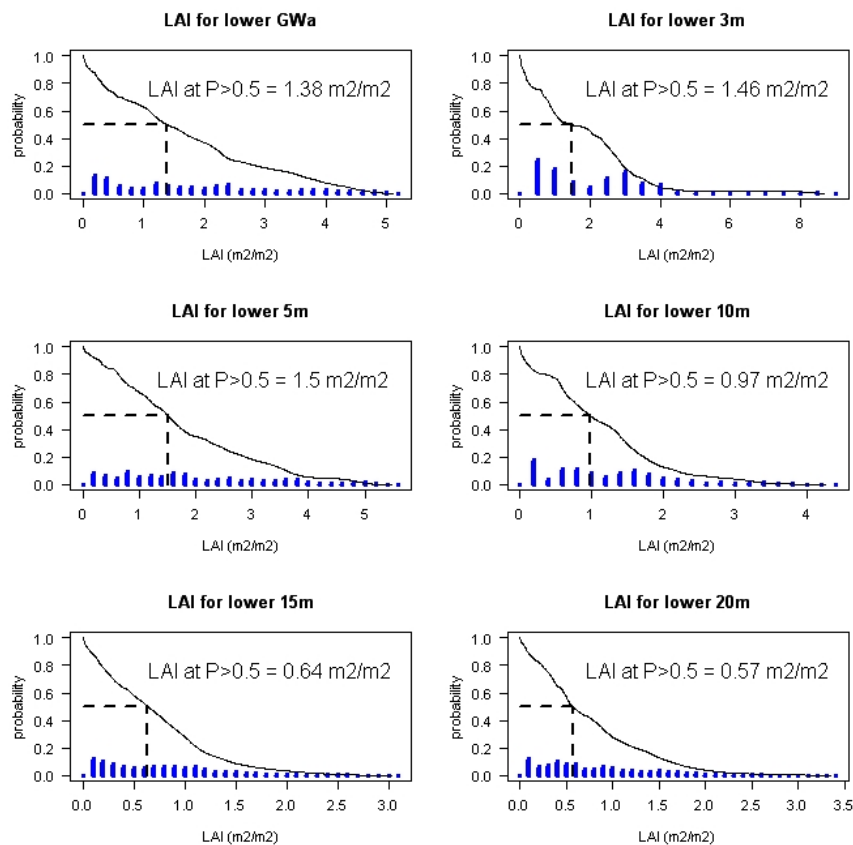 LAI for lower GWa
LAI at P>0.5 = 1.38 m2/m2
probability
1.0
0.8
0.6
0.4
0.2
0.0
0 1 2 3 4 5
LAI (m2/m2)
LAI for lower 3m
LAI at P>0.5 = 1.46 m2/m2
probability
1.0
0.8
0.6
0.4
0.2
0.0
0 2 4 6 8
LAI (m2/m2)
LAI for lower 5m
LAI at P>0.5 = 1.5 m2/m2
probability
1.0
0.8
0.6
0.4
0.2
0.0
0 1 2 3 4 5
LAI (m2/m2)
LAI for lower 10m
LAI at P>0.5 = 0.97 m2/m2
probability
1.0
0.8
0.6
0.4
0.2
0.0
0 1 2 3 4
LAI (m2/m2)
LAI for lower 15m
LAI at P>0.5 = 0.64 m2/m2
probability
1.0
0.8
0.6
0.4
0.2
0.0
0.0 0.5 1.0 1.5 2.0 2.5 3.0
LAI (m2/m2)
LAI for lower 20m
LAI at P>0.5 = 0.57 m2/m2
probability
1.0
0.8
0.6
0.4
0.2
0.0
0.0 0.5 1.0 1.5 2.0 2.5 3.0 3.5
LAI (m2/m2)